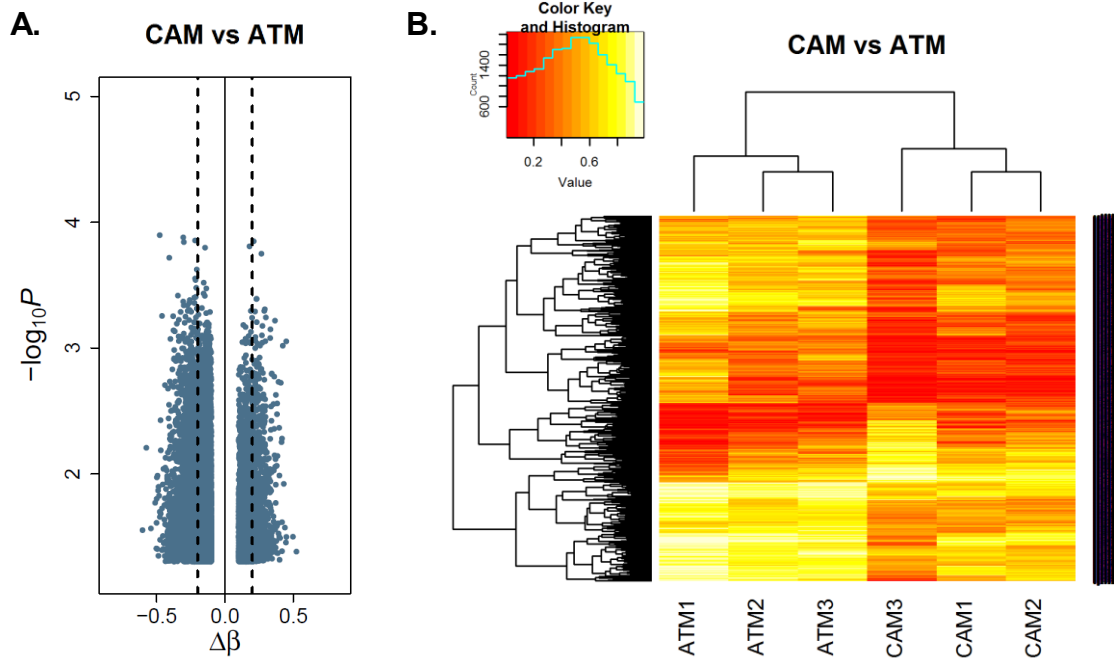 A.
CAM vs ATM
5
4
3
2
−log10P
−0.5 0.0 0.5
Δβ
B.
Color Key
and Histogram
Count
600 1400
0.2 0.6
Value
CAM vs ATM
ATM1 ATM2 ATM3 CAM3 CAM1 CAM2